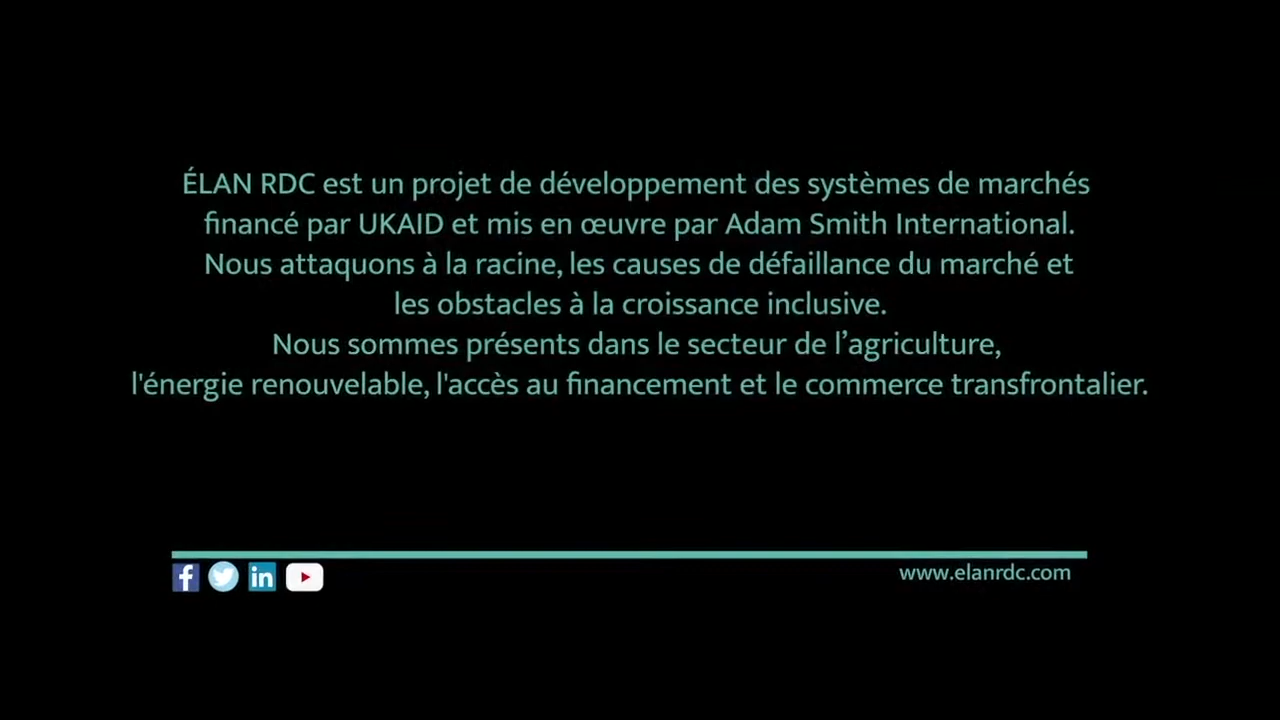 ÉLAN RDC est un projet de développement des systèmes de marchés
financé par UKAID et mis en œuvre par Adam Smith International.
Nous attaquons à la racine, les causes de défaillance du marché et
les obstacles à la croissance inclusive.
Nous sommes présents dans le secteur de l’agriculture,
l'énergie renouvelable, l'accès au financement et le commerce transfrontalier.
www.elanrdc.com